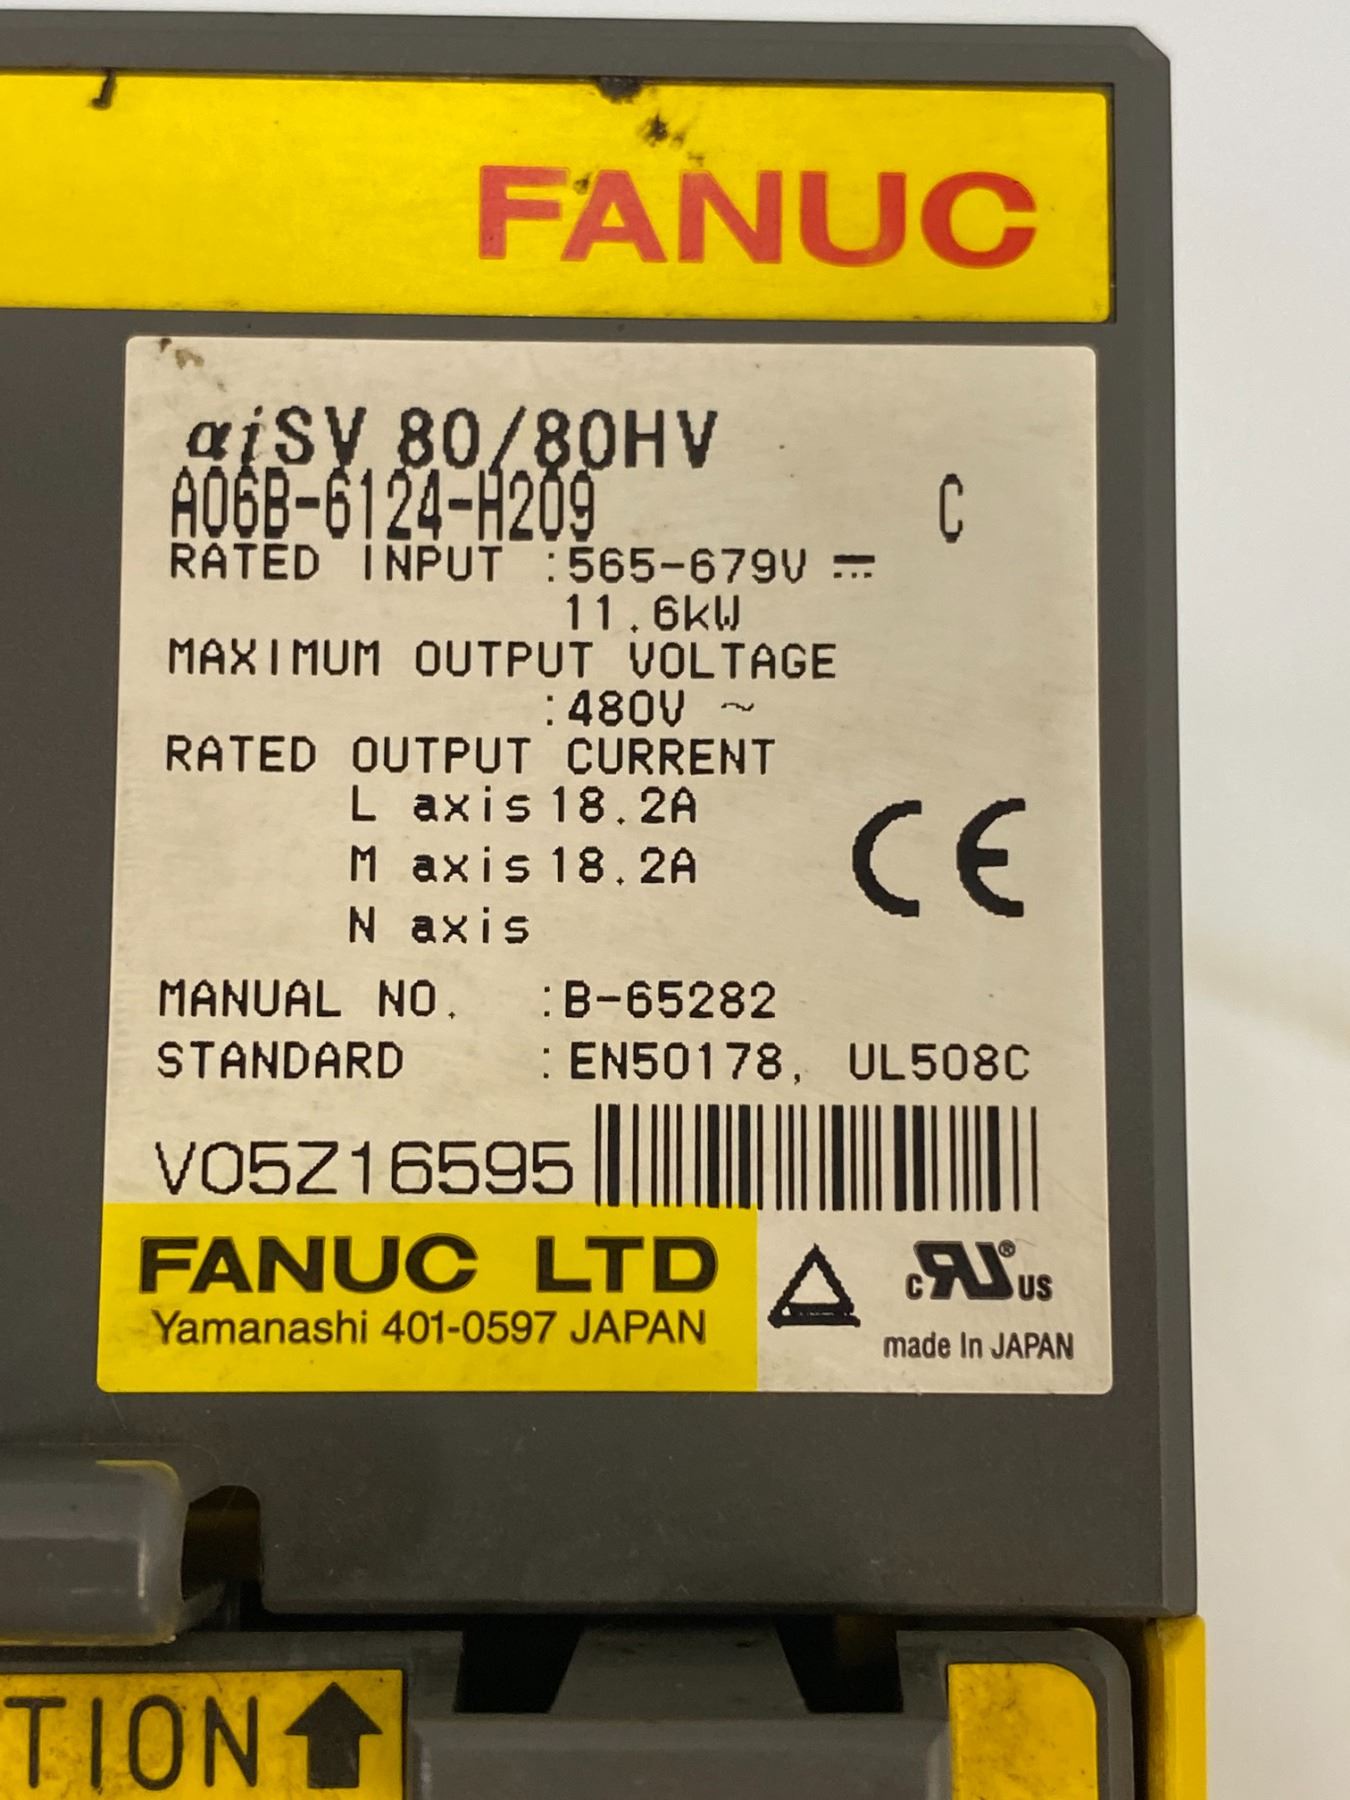 FANUC
αiSV 80/80HV
A06B-6124-H209 C
RATED INPUT :565-679V ⎓
11.6kW
MAXIMUM OUTPUT VOLTAGE
:480V ~
RATED OUTPUT CURRENT
L axis 18.2A
M axis 18.2A
N axis
CE
MANUAL NO. :B-65282
STANDARD :EN50178, UL508C
V05Z16595
FANUC LTD
Yamanashi 401-0597 JAPAN
c RU ® US
made In JAPAN
TION